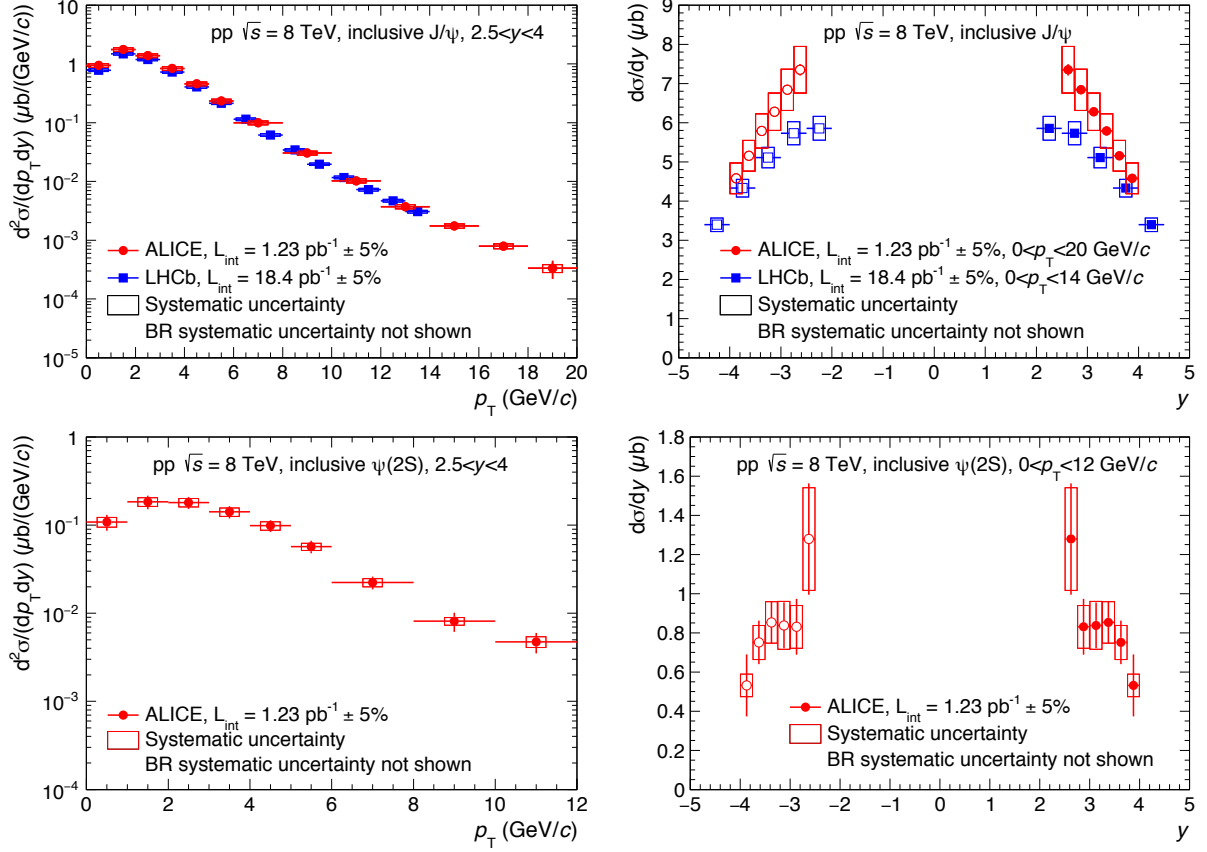 pp √s = 8 TeV, inclusive J/ψ, 2.5<y<4
d²σ/(dp_T dy) (μb/(GeV/c))
10
1
10⁻¹
10⁻²
10⁻³
10⁻⁴
10⁻⁵
ALICE, L_int = 1.23 pb⁻¹ ± 5%
LHCb, L_int = 18.4 pb⁻¹ ± 5%
Systematic uncertainty
BR systematic uncertainty not shown
0 2 4 6 8 10 12 14 16 18 20
p_T (GeV/c)
pp √s = 8 TeV, inclusive J/ψ
dσ/dy (μb)
9
8
7
6
5
4
3
2
1
0
ALICE, L_int = 1.23 pb⁻¹ ± 5%, 0<p_T<20 GeV/c
LHCb, L_int = 18.4 pb⁻¹ ± 5%, 0<p_T<14 GeV/c
Systematic uncertainty
BR systematic uncertainty not shown
−5 −4 −3 −2 −1 0 1 2 3 4 5
y
pp √s = 8 TeV, inclusive ψ(2S), 2.5<y<4
d²σ/(dp_T dy) (μb/(GeV/c))
1
10⁻¹
10⁻²
10⁻³
10⁻⁴
ALICE, L_int = 1.23 pb⁻¹ ± 5%
Systematic uncertainty
BR systematic uncertainty not shown
0 2 4 6 8 10 12
p_T (GeV/c)
pp √s = 8 TeV, inclusive ψ(2S), 0<p_T<12 GeV/c
dσ/dy (μb)
1.8
1.6
1.4
1.2
1
0.8
0.6
0.4
0.2
0
ALICE, L_int = 1.23 pb⁻¹ ± 5%
Systematic uncertainty
BR systematic uncertainty not shown
−5 −4 −3 −2 −1 0 1 2 3 4 5
y